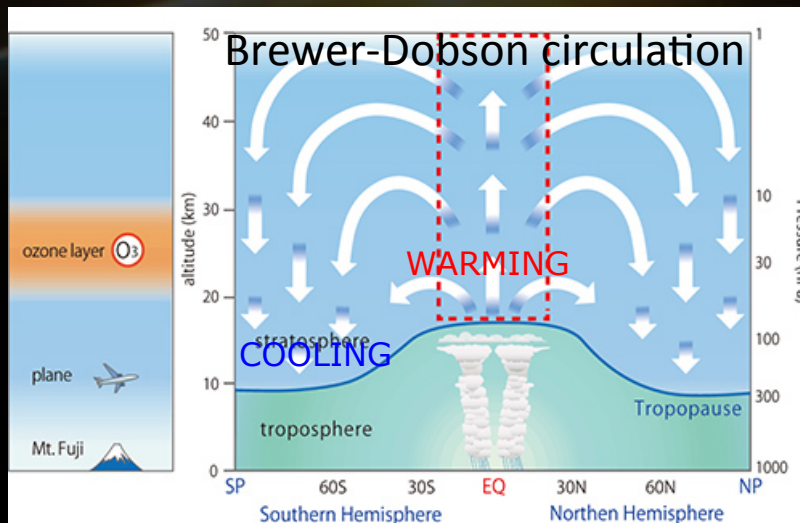 Brewer-Dobson circulation
50
40
30
20
10
0
altitude (km)
ozone layer O3
plane
Mt. Fuji
WARMING
stratosphere
COOLING
troposphere
Tropopause
1
10
30
100
300
1000
SP
60S
30S
EQ
30N
60N
NP
Southern Hemisphere
Northen Hemisphere